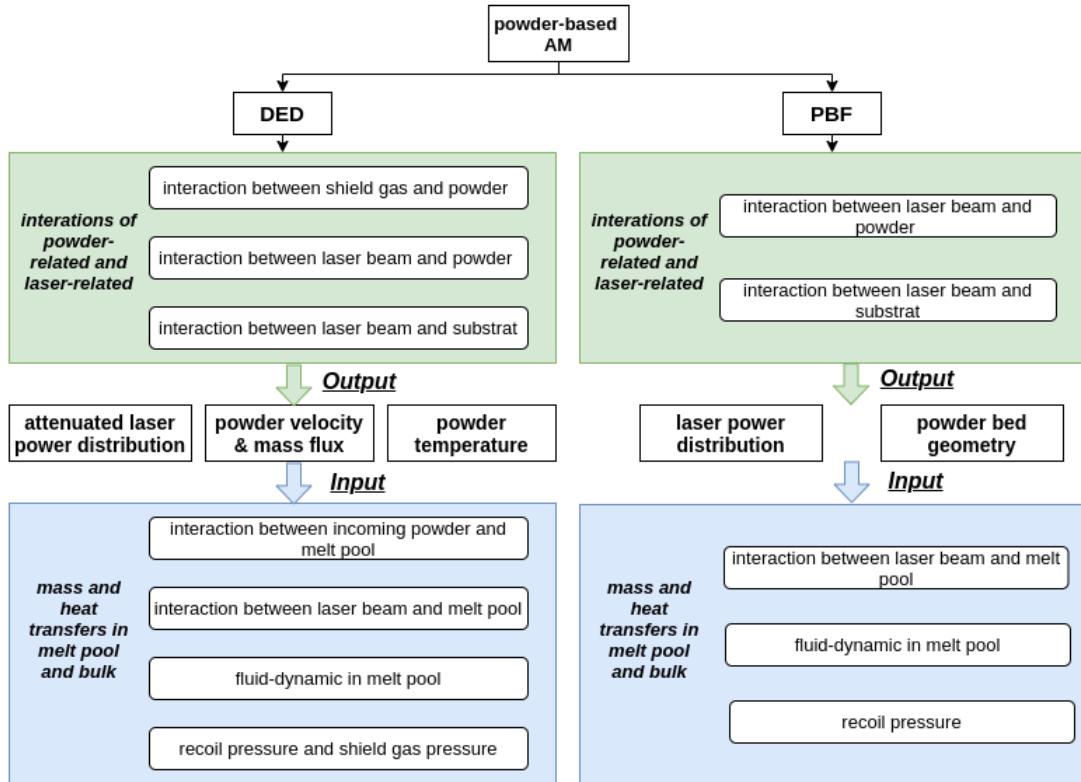 powder-based
AM
DED
PBF
interations of
powder-
related and
laser-related
interaction between shield gas and powder
interaction between laser beam and powder
interaction between laser beam and substrat
interations of
powder-
related and
laser-related
interaction between laser beam and
powder
interaction between laser beam and
substrat
Output
Output
attenuated laser
power distribution
powder velocity
& mass flux
powder
temperature
laser power
distribution
powder bed
geometry
Input
Input
mass and
heat
transfers in
melt pool
and bulk
interaction between incoming powder and
melt pool
interaction between laser beam and melt pool
fluid-dynamic in melt pool
recoil pressure and shield gas pressure
mass and
heat
transfers in
melt pool
and bulk
interaction between laser beam and melt
pool
fluid-dynamic in melt pool
recoil pressure